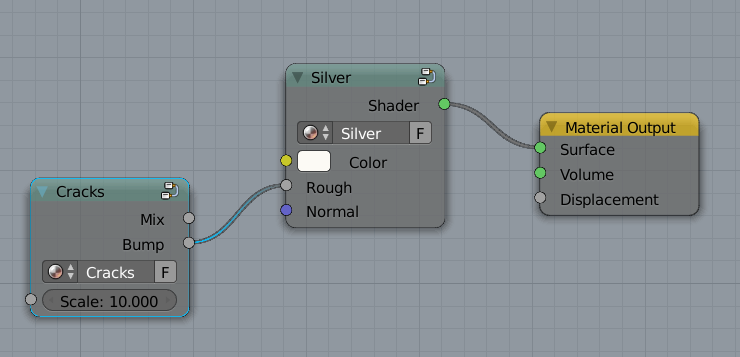 Silver
Shader
Silver F
Color
Rough
Normal
Material Output
Surface
Volume
Displacement
Cracks
Mix
Bump
Cracks F
Scale: 10.000